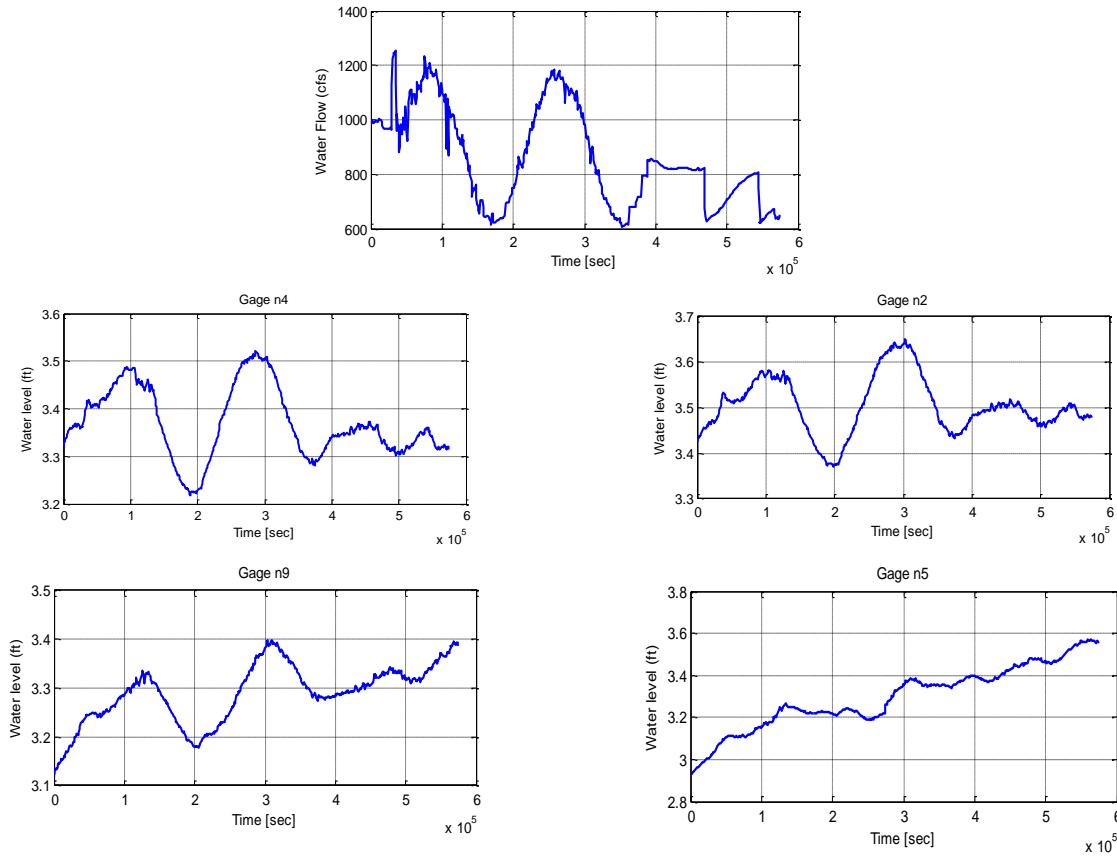 1400
1200
1000
800
600
Water Flow (cfs)
0 1 2 3 4 5 6
Time [sec]
x 10^5
Gage n4
3.6
3.5
3.4
3.3
3.2
Water level (ft)
0 1 2 3 4 5 6
Time [sec]
x 10^5
Gage n2
3.7
3.6
3.5
3.4
3.3
Water level (ft)
0 1 2 3 4 5 6
Time [sec]
x 10^5
Gage n9
3.5
3.4
3.3
3.2
3.1
Water level (ft)
0 1 2 3 4 5 6
Time [sec]
x 10^5
Gage n5
3.8
3.6
3.4
3.2
3
2.8
Water level (ft)
0 1 2 3 4 5 6
Time [sec]
x 10^5